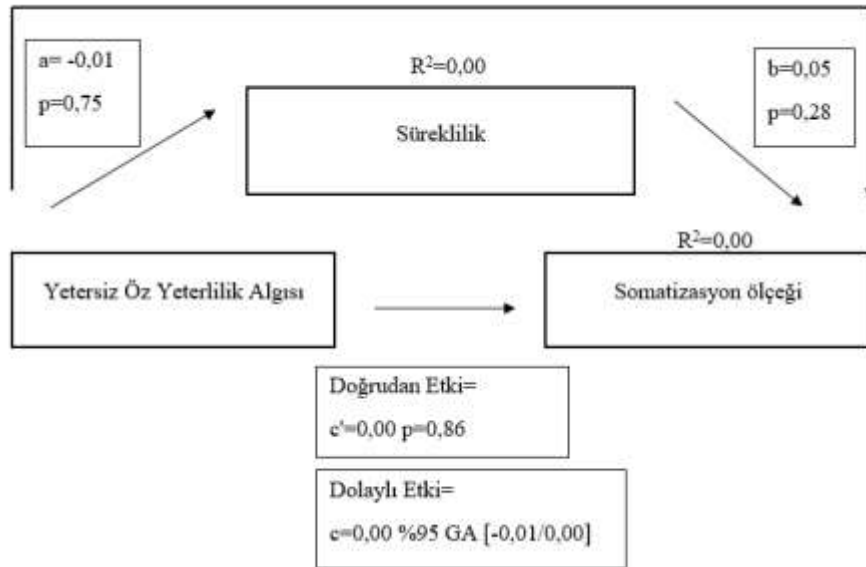 a= -0,01
p=0,75
R²=0,00
Süreklilik
b=0,05
p=0,28
R²=0,00
Yetersiz Öz Yeterlilik Algısı
Somatizasyon ölçeği
Doğrudan Etki=
c'=0,00 p=0,86
Dolaylı Etki=
c=0,00 %95 GA [-0,01/0,00]